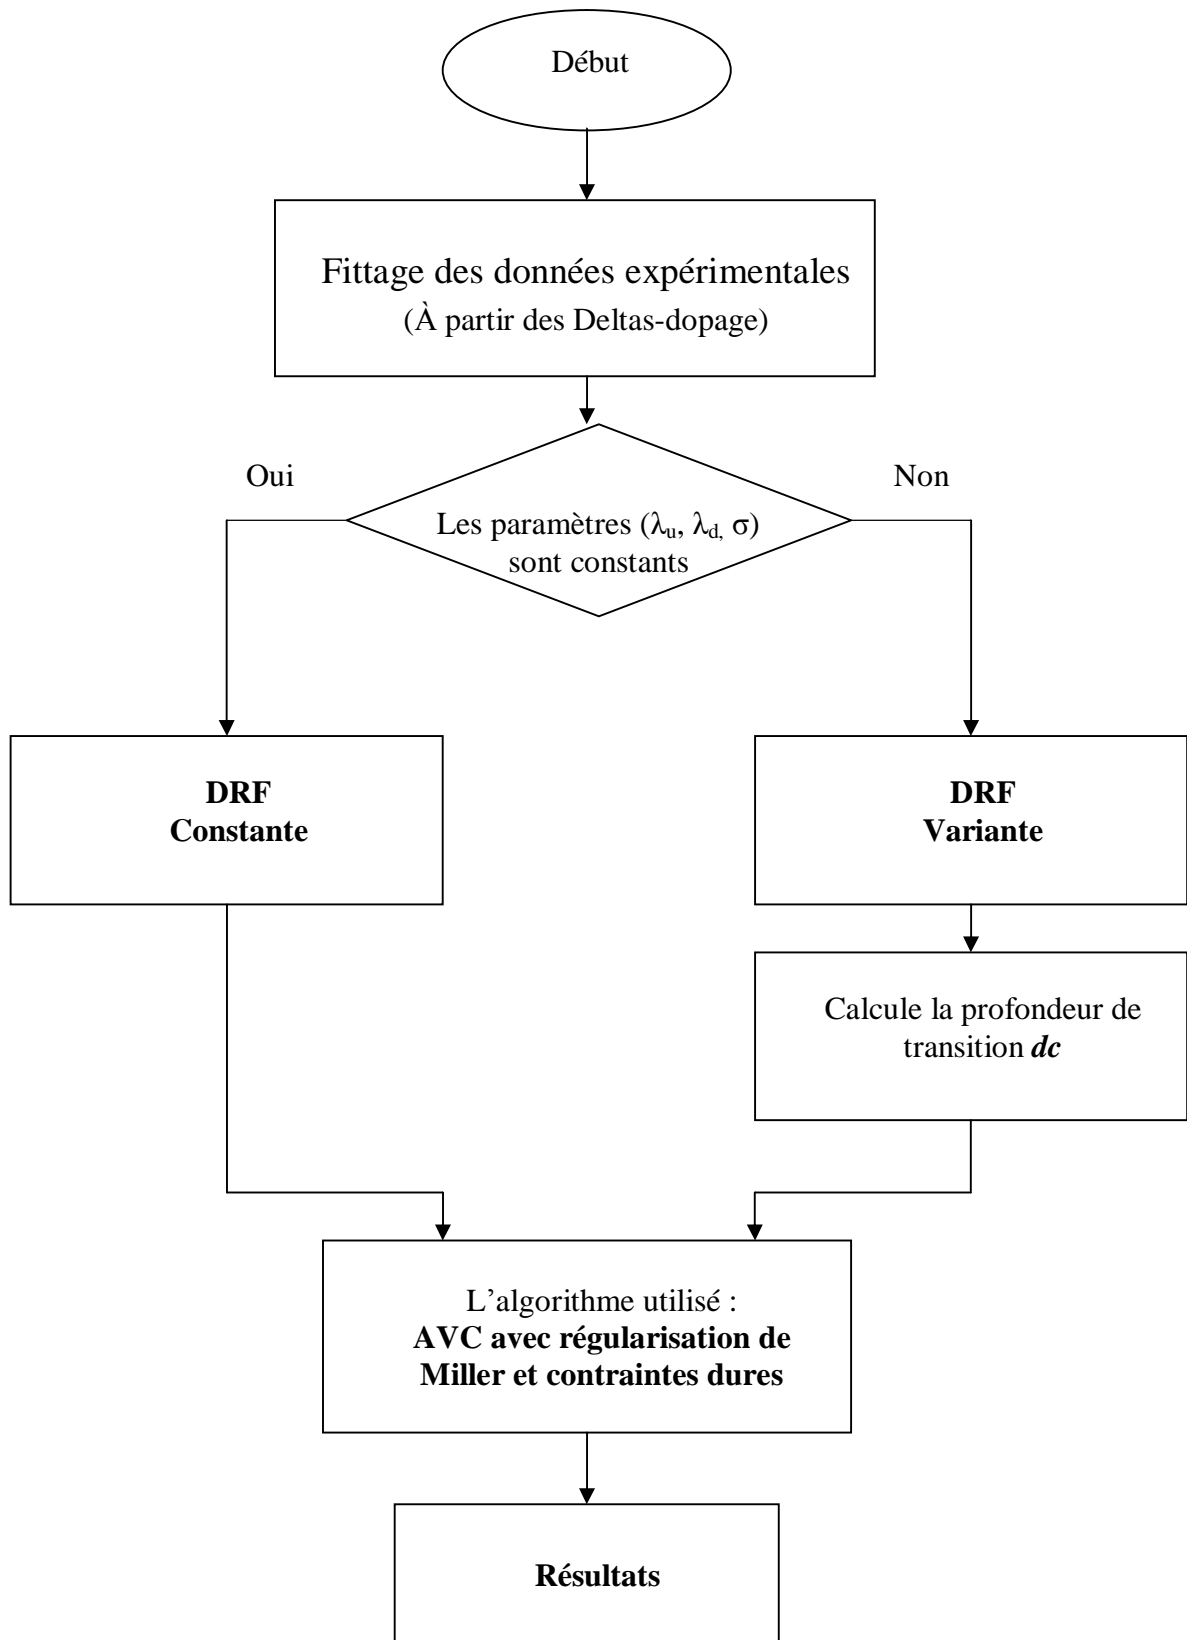 Début
Fittage des données expérimentales
(À partir des Deltas-dopage)
Oui
Non
Les paramètres (λu, λd, σ)
sont constants
DRF
Constante
DRF
Variante
Calcule la profondeur de
transition dc
L’algorithme utilisé :
AVC avec régularisation de
Miller et contraintes dures
Résultats